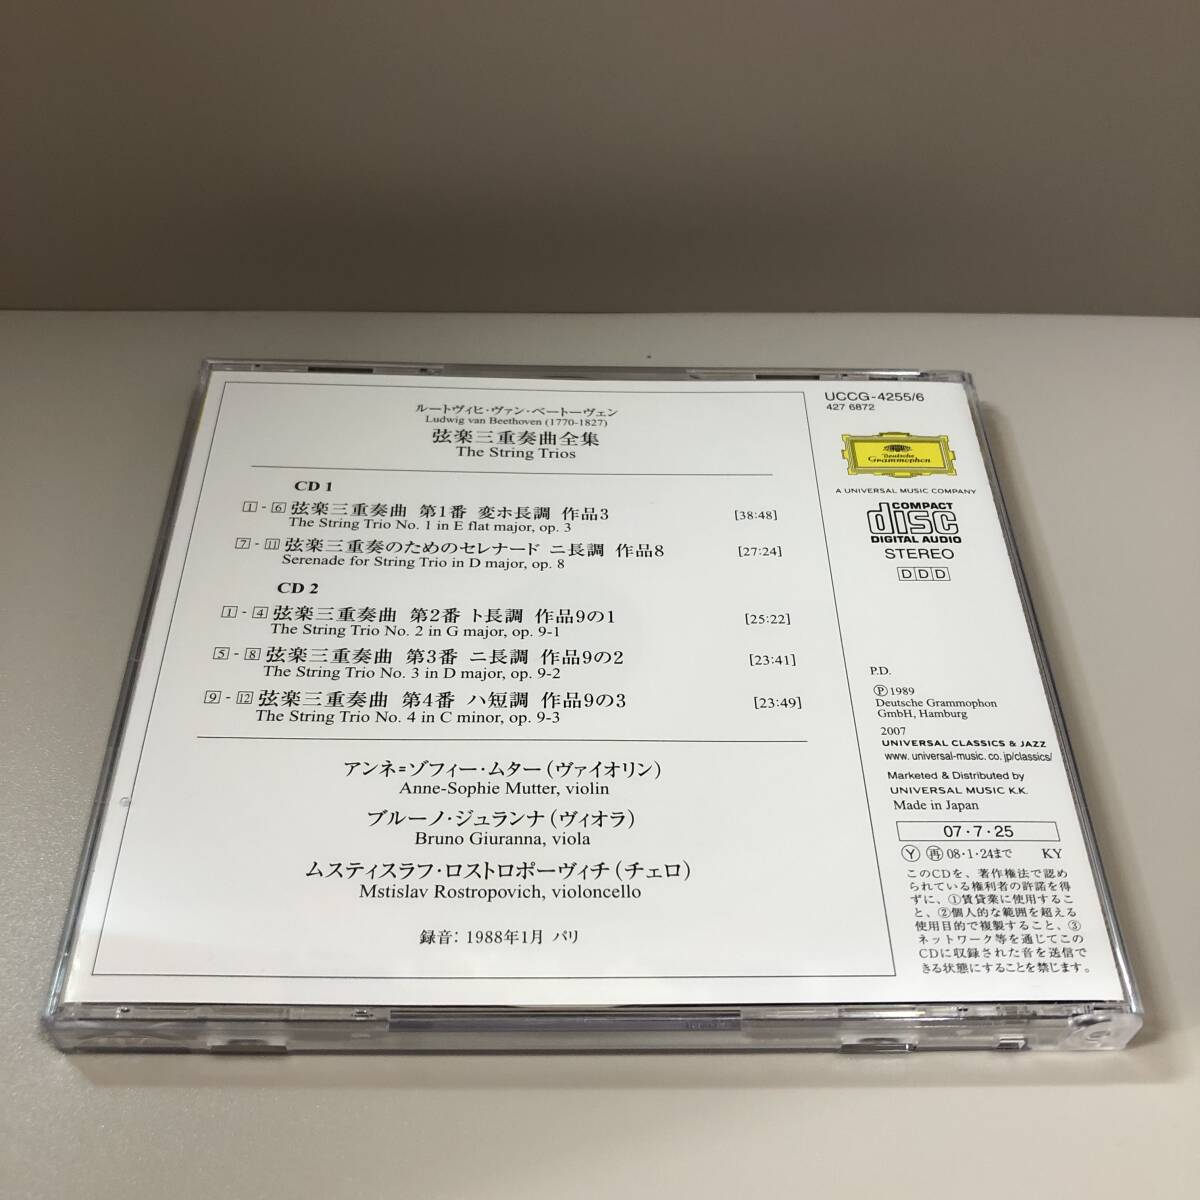 ルートヴィヒ・ヴァン・ベートーヴェン
Ludwig van Beethoven (1770-1827)
弦楽三重奏曲全集
The String Trios
CD 1
1 - 6 弦楽三重奏曲 第1番 変ホ長調 作品3 [38:48]
The String Trio No. 1 in E flat major, op. 3
7 - 11 弦楽三重奏のためのセレナード ニ長調 作品8 [27:24]
Serenade for String Trio in D major, op. 8
CD 2
1 - 4 弦楽三重奏曲 第2番 ト長調 作品9の1 [25:22]
The String Trio No. 2 in G major, op. 9-1
5 - 8 弦楽三重奏曲 第3番 ニ長調 作品9の2 [23:41]
The String Trio No. 3 in D major, op. 9-2
9 - 12 弦楽三重奏曲 第4番 ハ短調 作品9の3 [23:49]
The String Trio No. 4 in C minor, op. 9-3
アンネ=ゾフィー・ムター(ヴァイオリン)
Anne-Sophie Mutter, violin
ブルーノ・ジュランナ(ヴィオラ)
Bruno Giuranna, viola
ムスティスラフ・ロストロポーヴィチ(チェロ)
Mstislav Rostropovich, violoncello
録音: 1988年1月 パリ
UCCG-4255/6
427 6872
Deutsche
Grammophon
A UNIVERSAL MUSIC COMPANY
COMPACT
disc
DIGITAL AUDIO
STEREO
DDD
P.D.
Ⓟ1989
Deutsche Grammophon
GmbH, Hamburg
2007
UNIVERSAL CLASSICS & JAZZ
www. universal-music. co. jp/classics/
Marketed & Distributed by
UNIVERSAL MUSIC K.K.
Made in Japan
07・7・25
Ⓨ 再 08・1・24まで KY
このCDを、著作権法で認め
られている権利者の許諾を得
ずに、①賃貸業に使用するこ
と、②個人的な範囲を超える
使用目的で複製すること、③
ネットワーク等を通じてこの
CDに収録された音を送信で
きる状態にすることを禁じます。